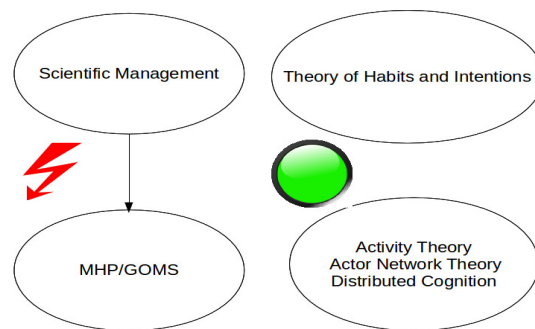 Scientific Management
Theory of Habits and Intentions
MHP/GOMS
Activity Theory
Actor Network Theory
Distributed Cognition